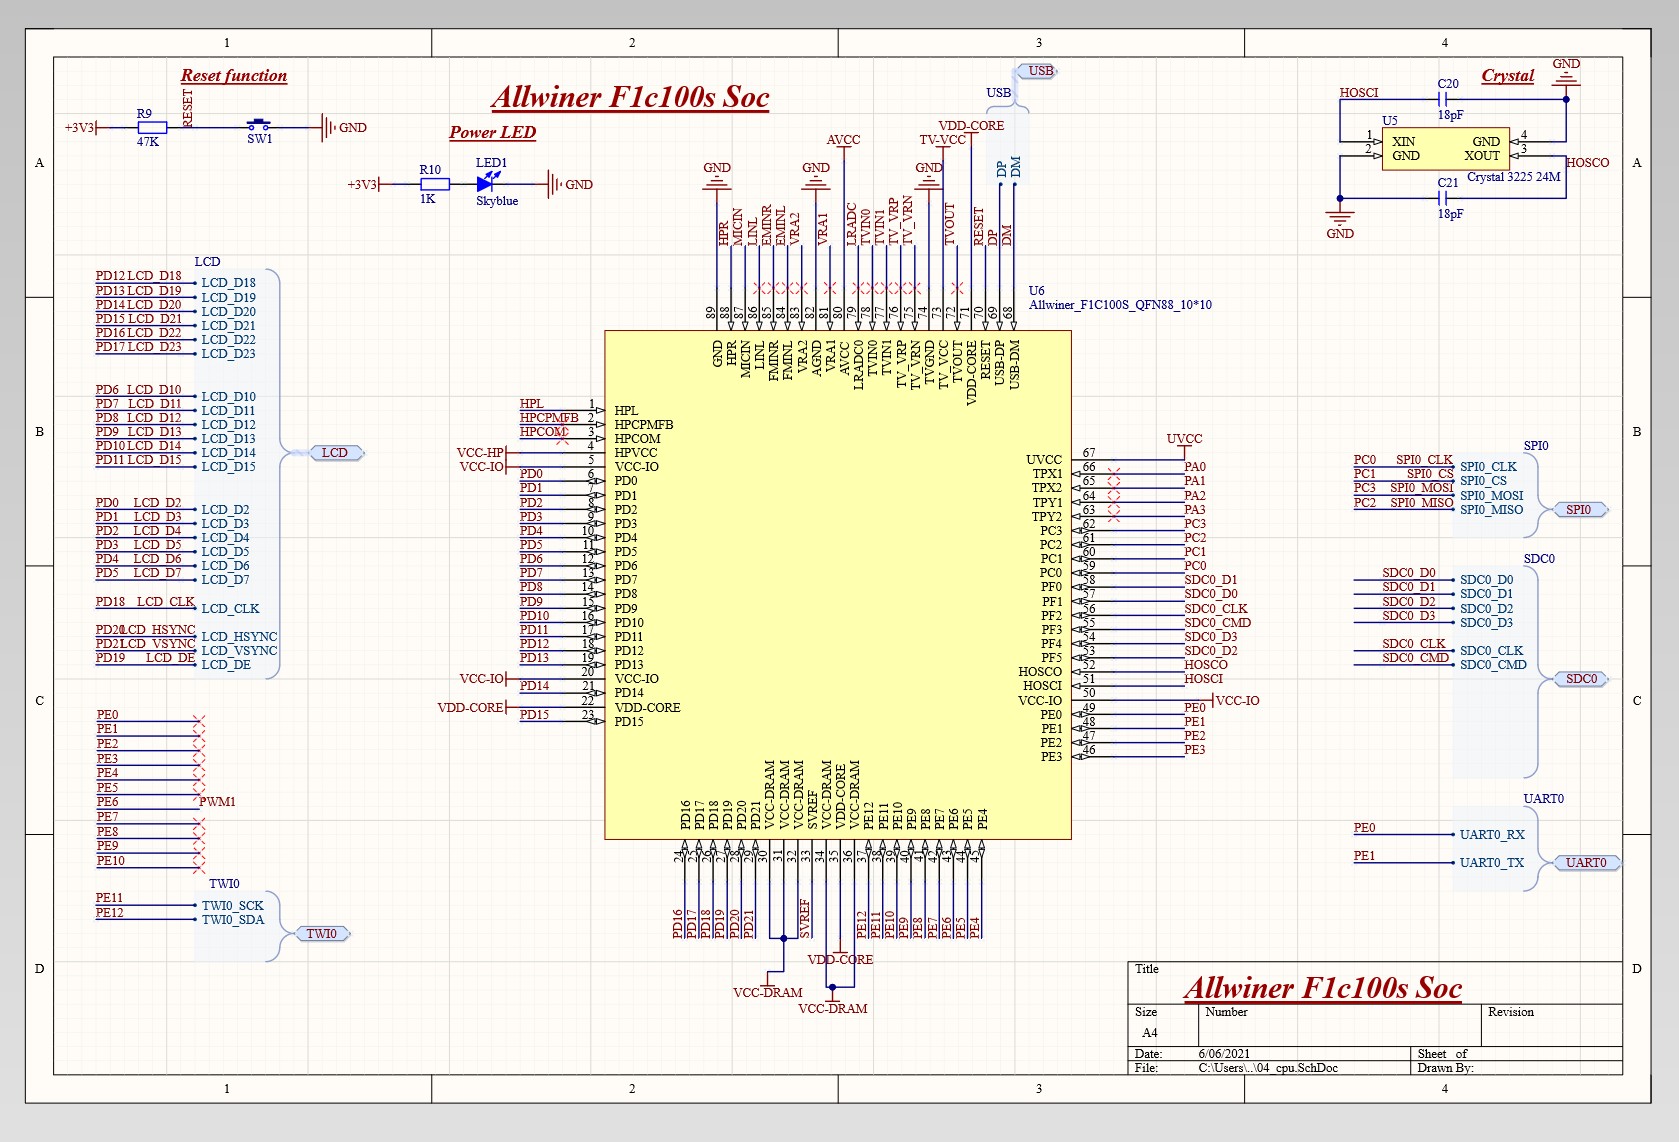 1
2
3
4
A
B
C
D
A
B
C
D
1
2
3
4
Reset function
+3V3
R9
47K
RESET
SW1
GND
Allwiner F1c100s Soc
Power LED
+3V3
R10
1K
LED1
Skyblue
GND
USB
USB
DP
DM
Crystal
GND
HOSCI
C20
18pF
U5
1 XIN
2 GND
GND 4
XOUT 3
HOSCO
Crystal 3225 24M
C21
18pF
GND
LCD
PD12 LCD_D18 LCD_D18
PD13 LCD_D19 LCD_D19
PD14 LCD_D20 LCD_D20
PD15 LCD_D21 LCD_D21
PD16 LCD_D22 LCD_D22
PD17 LCD_D23 LCD_D23
PD6 LCD_D10 LCD_D10
PD7 LCD_D11 LCD_D11
PD8 LCD_D12 LCD_D12
PD9 LCD_D13 LCD_D13
PD10 LCD_D14 LCD_D14
PD11 LCD_D15 LCD_D15
LCD
PD0 LCD_D2 LCD_D2
PD1 LCD_D3 LCD_D3
PD2 LCD_D4 LCD_D4
PD3 LCD_D5 LCD_D5
PD4 LCD_D6 LCD_D6
PD5 LCD_D7 LCD_D7
PD18 LCD_CLK LCD_CLK
PD20 LCD_HSYNC LCD_HSYNC
PD21 LCD_VSYNC LCD_VSYNC
PD19 LCD_DE LCD_DE
PE0
PE1
PE2
PE3
PE4
PE5
PE6 PWM1
PE7
PE8
PE9
PE10
TWI0
PE11 TWI0_SCK
PE12 TWI0_SDA
TWI0
U6
Allwiner_F1C100S_QFN88_10*10
GND 89 GND
HPR 88 HPR
MICIN 87 MICIN
LINL 86 LINL
EMINR 85 FMINR
EMINL 84 FMINL
VRA2 83 VRA2
GND 82 AGND
VRA1 81 VRA1
AVCC 80 AVCC
LRADC 79 LRADC0
TVIN0 78 TVIN0
TVIN1 77 TVIN1
TV_VRP 76 TV_VRP
TV_VRN 75 TV_VRN
GND 74 TVGND
TV-VCC 73 TV_VCC
TVOUT 72 TVOUT
VDD-CORE 71 VDD-CORE
RESET 70 RESET
DP 69 USB-DP
DM 68 USB-DM
HPL 1 HPL
HPCPMFB 2 HPCPMFB
HPCOM 3 HPCOM
VCC-HP 4 HPVCC
VCC-IO 5 VCC-IO
PD0 6 PD0
PD1 7 PD1
PD2 8 PD2
PD3 9 PD3
PD4 10 PD4
PD5 11 PD5
PD6 12 PD6
PD7 13 PD7
PD8 14 PD8
PD9 15 PD9
PD10 16 PD10
PD11 17 PD11
PD12 18 PD12
PD13 19 PD13
VCC-IO 20 VCC-IO
PD14 21 PD14
VDD-CORE 22 VDD-CORE
PD15 23 PD15
UVCC 67 UVCC
TPX1 66 PA0
TPX2 65 PA1
TPY1 64 PA2
TPY2 63 PA3
PC3 62 PC3
PC2 61 PC2
PC1 60 PC1
PC0 59 PC0
PF0 58 SDC0_D1
PF1 57 SDC0_D0
PF2 56 SDC0_CLK
PF3 55 SDC0_CMD
PF4 54 SDC0_D3
PF5 53 SDC0_D2
HOSCO 52 HOSCO
HOSCI 51 HOSCI
VCC-IO 50 VCC-IO
PE0 49 PE0
PE1 48 PE1
PE2 47 PE2
PE3 46 PE3
PD16 24 PD16
PD17 25 PD17
PD18 26 PD18
PD19 27 PD19
PD20 28 PD20
PD21 29 PD21
VCC-DRAM 30
VCC-DRAM 31
VCC-DRAM 32
SVREF 33 SVREF
VCC-DRAM 34
VDD-CORE 35 VDD-CORE
VCC-DRAM 36
PE12 37 PE12
PE11 38 PE11
PE10 39 PE10
PE9 40 PE9
PE8 41 PE8
PE7 42 PE7
PE6 43 PE6
PE5 44 PE5
PE4 45 PE4
VCC-DRAM
VCC-DRAM
SPI0
PC0 SPI0_CLK SPI0_CLK
PC1 SPI0_CS SPI0_CS
PC3 SPI0_MOSI SPI0_MOSI
PC2 SPI0_MISO SPI0_MISO
SPI0
SDC0
SDC0_D0 SDC0_D0
SDC0_D1 SDC0_D1
SDC0_D2 SDC0_D2
SDC0_D3 SDC0_D3
SDC0_CLK SDC0_CLK
SDC0_CMD SDC0_CMD
SDC0
UART0
PE0 UART0_RX
PE1 UART0_TX
UART0
Title
Allwiner F1c100s Soc
Size
A4
Number
Revision
Date: 6/06/2021 Sheet of
File: C:\Users\..\04_cpu.SchDoc Drawn By: